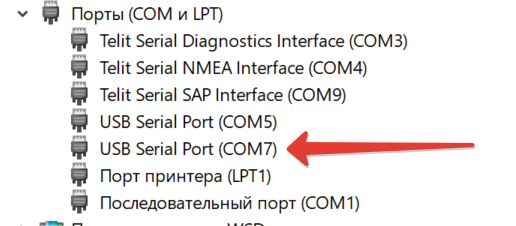 Порты (COM и LPT)
Telit Serial Diagnostics Interface (COM3)
Telit Serial NMEA Interface (COM4)
Telit Serial SAP Interface (COM9)
USB Serial Port (COM5)
USB Serial Port (COM7)
Порт принтера (LPT1)
Последовательный порт (COM1)